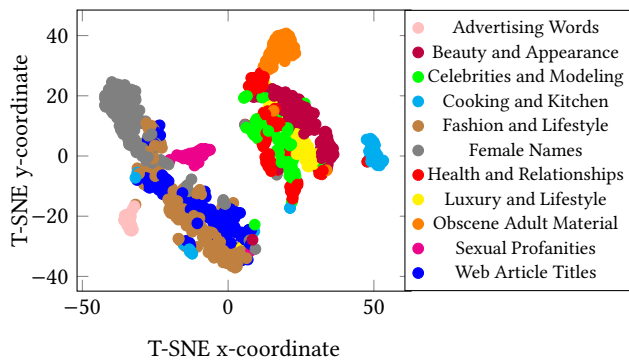 40
20
0
−20
−40
−50
0
50
T-SNE y-coordinate
T-SNE x-coordinate
Advertising Words
Beauty and Appearance
Celebrities and Modeling
Cooking and Kitchen
Fashion and Lifestyle
Female Names
Health and Relationships
Luxury and Lifestyle
Obscene Adult Material
Sexual Profanities
Web Article Titles